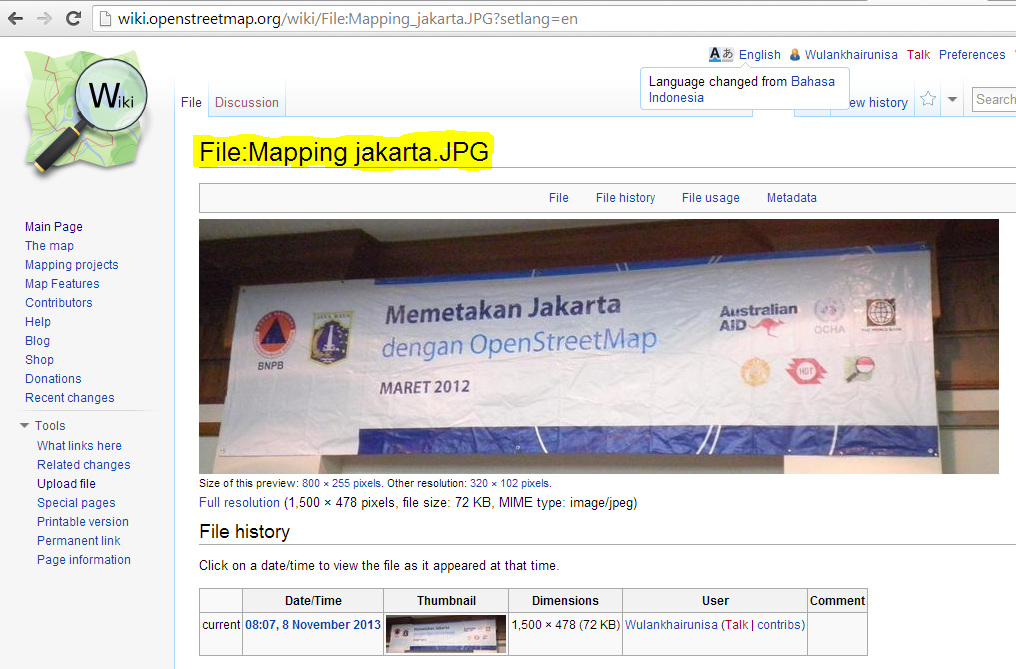 wiki.openstreetmap.org/wiki/File:Mapping_jakarta.JPG?setlang=en
English Wulankhairunisa Talk Preferences
Language changed from Bahasa
Indonesia
Wiki
File Discussion
ew history
Search
File:Mapping jakarta.JPG
File File history File usage Metadata
Main Page
The map
Mapping projects
Map Features
Contributors
Help
Blog
Shop
Donations
Recent changes
Tools
What links here
Related changes
Upload file
Special pages
Printable version
Permanent link
Page information
Memetakan Jakarta
dengan OpenStreetMap
MARET 2012
BNPB
JAYA RAYA
Australian
AID
OCHA
THE WORLD BANK
HOT
Size of this preview: 800 × 255 pixels. Other resolution: 320 × 102 pixels.
Full resolution (1,500 × 478 pixels, file size: 72 KB, MIME type: image/jpeg)
File history
Click on a date/time to view the file as it appeared at that time.
Date/Time Thumbnail Dimensions User Comment
current 08:07, 8 November 2013 1,500 × 478 (72 KB) Wulankhairunisa (Talk | contribs)